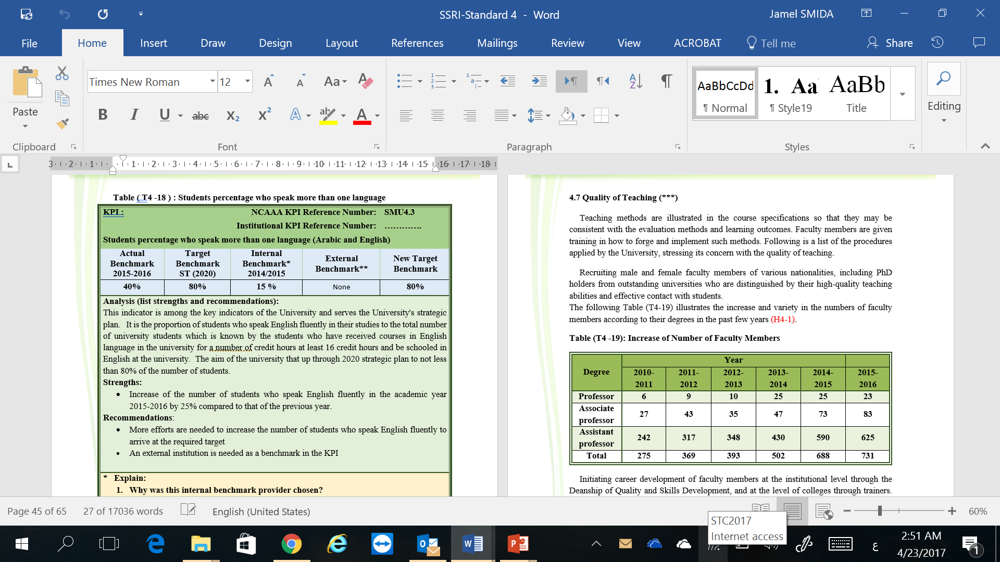 SSRI-Standard 4 - Word
Jamel SMIDA
File Home Insert Draw Design Layout References Mailings Review View ACROBAT Tell me Share
Paste
Clipboard
Times New Roman 12
Font
Paragraph
AaBbCcDd 1. Aa AaBb
¶ Normal ¶ Style19 Title
Styles
Editing
3 2 1 1 2 3 4 5 6 7 8 9 10 11 12 13 14 15 16 17 18
Table ( T4 -18 ) : Students percentage who speak more than one language
KPI : NCAAA KPI Reference Number: SMU4.3
Institutional KPI Reference Number: ………….
Students percentage who speak more than one language (Arabic and English)
Actual Benchmark 2015-2016 Target Benchmark ST (2020) Internal Benchmark* 2014/2015 External Benchmark** New Target Benchmark
40% 80% 15 % None 80%
Analysis (list strengths and recommendations):
This indicator is among the key indicators of the University and serves the University's strategic
plan. It is the proportion of students who speak English fluently in their studies to the total number
of university students which is known by the students who have received courses in English
language in the university for a number of credit hours at least 16 credit hours and be schooled in
English at the university. The aim of the university that up through 2020 strategic plan to not less
than 80% of the number of students.
Strengths:
• Increase of the number of students who speak English fluently in the academic year
2015-2016 by 25% compared to that of the previous year.
Recommendations:
• More efforts are needed to increase the number of students who speak English fluently to
arrive at the required target
• An external institution is needed as a benchmark in the KPI
* Explain:
1. Why was this internal benchmark provider chosen?
4.7 Quality of Teaching (***)
Teaching methods are illustrated in the course specifications so that they may be
consistent with the evaluation methods and learning outcomes. Faculty members are given
training in how to forge and implement such methods. Following is a list of the procedures
applied by the University, stressing its concern with the quality of teaching.
Recruiting male and female faculty members of various nationalities, including PhD
holders from outstanding universities who are distinguished by their high-quality teaching
abilities and effective contact with students.
The following Table (T4-19) illustrates the increase and variety in the numbers of faculty
members according to their degrees in the past few years (H4-1).
Table (T4 -19): Increase of Number of Faculty Members
Year
Degree 2010-2011 2011-2012 2012-2013 2013-2014 2014-2015 2015-2016
Professor 6 9 10 25 25 23
Associate professor 27 43 35 47 73 83
Assistant professor 242 317 348 430 590 625
Total 275 369 393 502 688 731
Initiating career development of faculty members at the institutional level through the
Deanship of Quality and Skills Development, and at the level of colleges through trainers.
Page 45 of 65 27 of 17036 words English (United States) 60%
STC2017
Internet access
ع
2:51 AM
4/23/2017
1